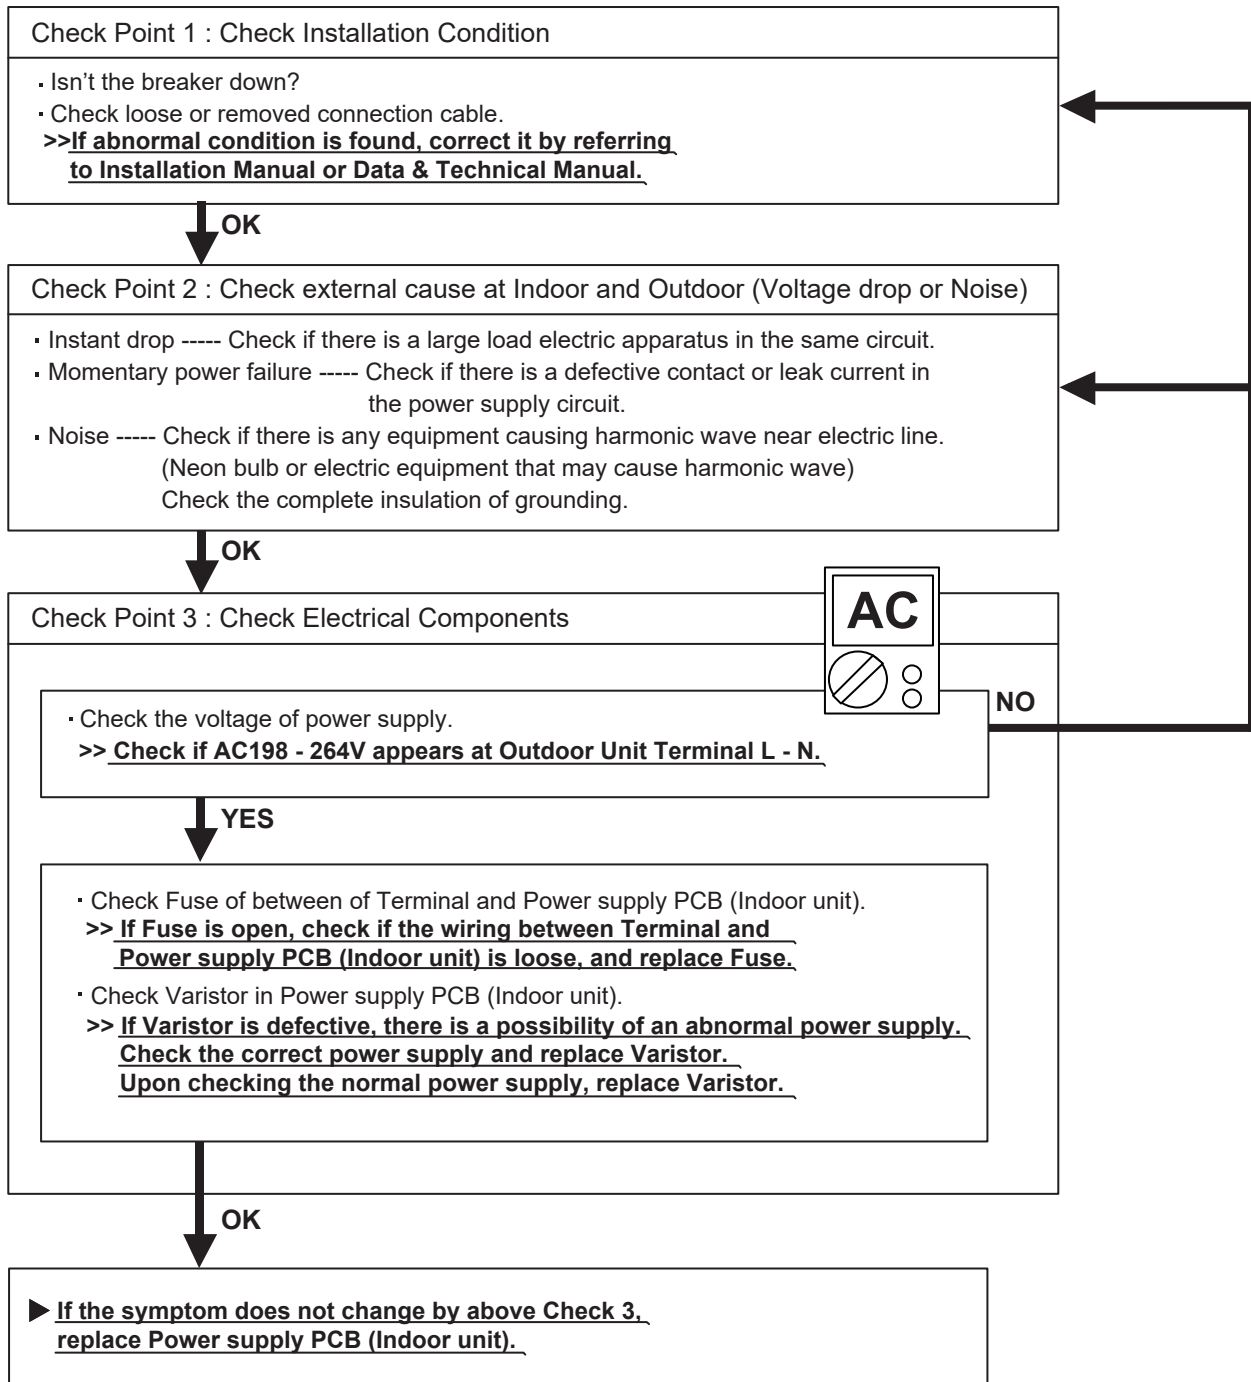 Check Point 1 : Check Installation Condition
· Isn't the breaker down?
· Check loose or removed connection cable.
>>If abnormal condition is found, correct it by referring
to Installation Manual or Data & Technical Manual.
OK
Check Point 2 : Check external cause at Indoor and Outdoor (Voltage drop or Noise)
· Instant drop ----- Check if there is a large load electric apparatus in the same circuit.
· Momentary power failure ----- Check if there is a defective contact or leak current in
the power supply circuit.
· Noise ----- Check if there is any equipment causing harmonic wave near electric line.
(Neon bulb or electric equipment that may cause harmonic wave)
Check the complete insulation of grounding.
OK
Check Point 3 : Check Electrical Components
AC
· Check the voltage of power supply.
>> Check if AC198 - 264V appears at Outdoor Unit Terminal L - N.
NO
YES
· Check Fuse of between of Terminal and Power supply PCB (Indoor unit).
>> If Fuse is open, check if the wiring between Terminal and
Power supply PCB (Indoor unit) is loose, and replace Fuse.
· Check Varistor in Power supply PCB (Indoor unit).
>> If Varistor is defective, there is a possibility of an abnormal power supply.
Check the correct power supply and replace Varistor.
Upon checking the normal power supply, replace Varistor.
OK
▶ If the symptom does not change by above Check 3,
replace Power supply PCB (Indoor unit).